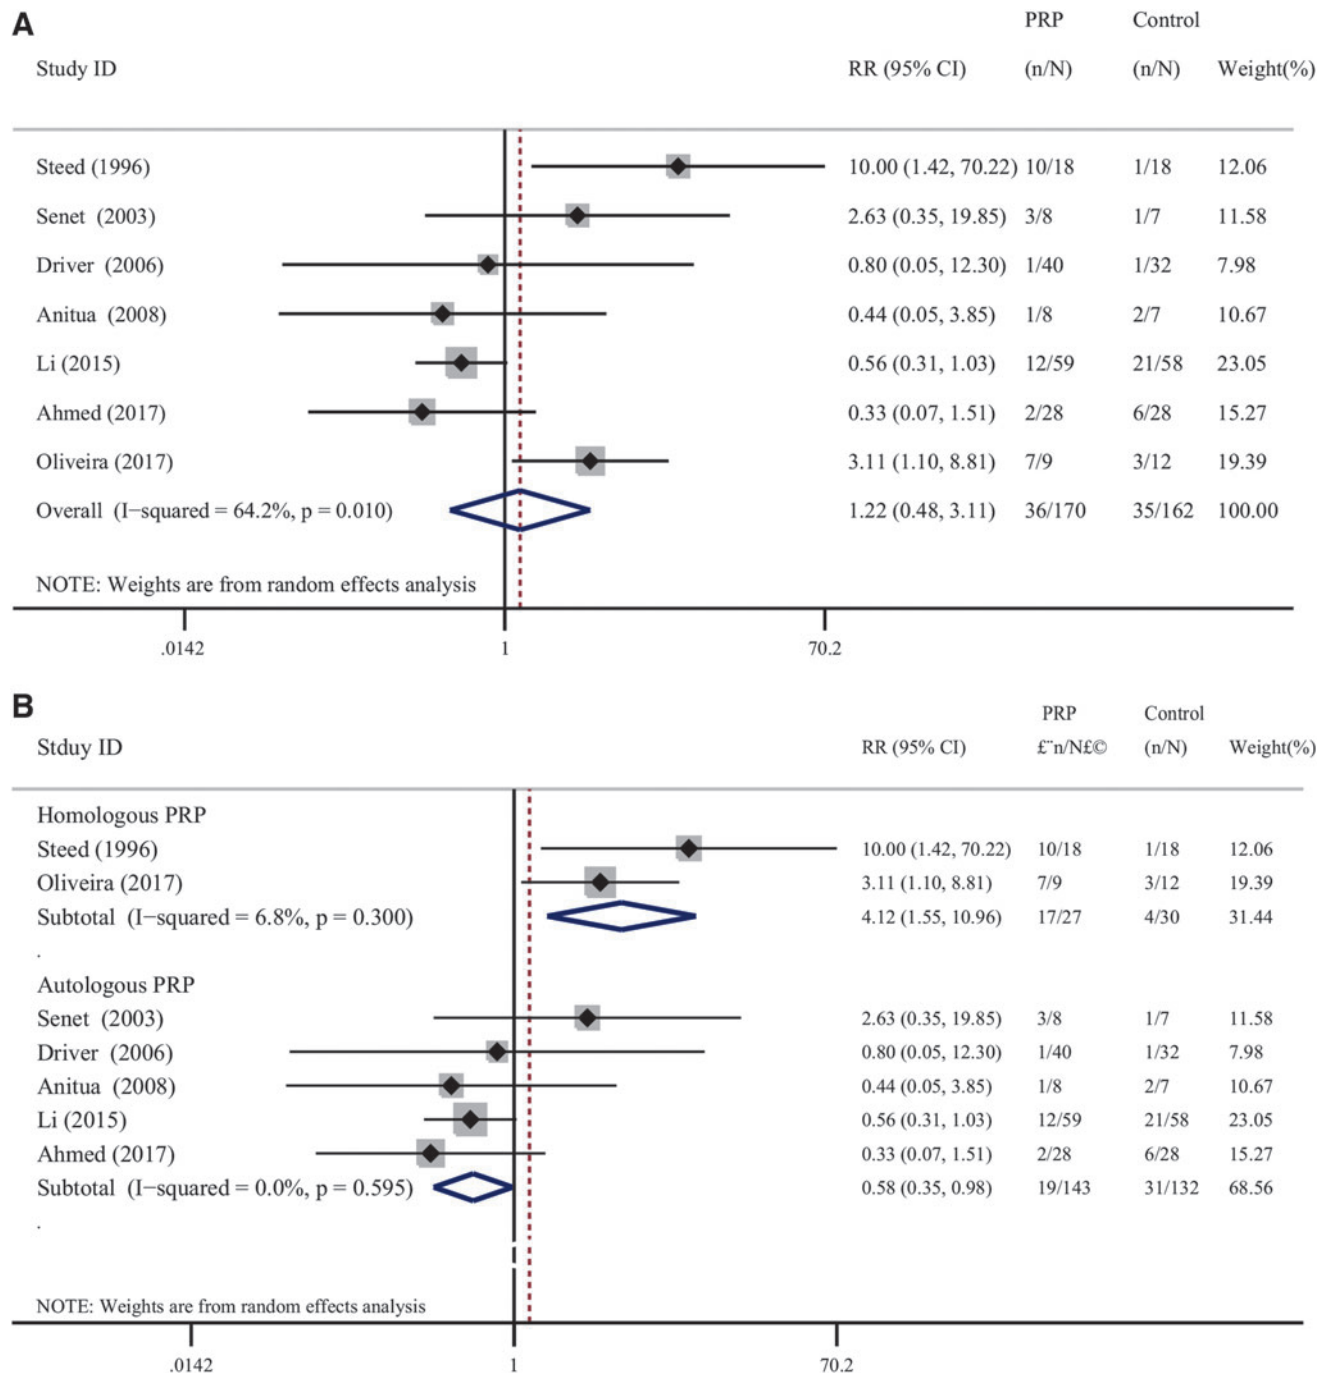 A
PRP Control
Study ID RR (95% CI) (n/N) (n/N) Weight(%)
Steed (1996) 10.00 (1.42, 70.22) 10/18 1/18 12.06
Senet (2003) 2.63 (0.35, 19.85) 3/8 1/7 11.58
Driver (2006) 0.80 (0.05, 12.30) 1/40 1/32 7.98
Anitua (2008) 0.44 (0.05, 3.85) 1/8 2/7 10.67
Li (2015) 0.56 (0.31, 1.03) 12/59 21/58 23.05
Ahmed (2017) 0.33 (0.07, 1.51) 2/28 6/28 15.27
Oliveira (2017) 3.11 (1.10, 8.81) 7/9 3/12 19.39
Overall (I−squared = 64.2%, p = 0.010) 1.22 (0.48, 3.11) 36/170 35/162 100.00
NOTE: Weights are from random effects analysis
.0142 1 70.2
B
PRP Control
Stduy ID RR (95% CI) £¨n/N£© (n/N) Weight(%)
Homologous PRP
Steed (1996) 10.00 (1.42, 70.22) 10/18 1/18 12.06
Oliveira (2017) 3.11 (1.10, 8.81) 7/9 3/12 19.39
Subtotal (I−squared = 6.8%, p = 0.300) 4.12 (1.55, 10.96) 17/27 4/30 31.44
.
Autologous PRP
Senet (2003) 2.63 (0.35, 19.85) 3/8 1/7 11.58
Driver (2006) 0.80 (0.05, 12.30) 1/40 1/32 7.98
Anitua (2008) 0.44 (0.05, 3.85) 1/8 2/7 10.67
Li (2015) 0.56 (0.31, 1.03) 12/59 21/58 23.05
Ahmed (2017) 0.33 (0.07, 1.51) 2/28 6/28 15.27
Subtotal (I−squared = 0.0%, p = 0.595) 0.58 (0.35, 0.98) 19/143 31/132 68.56
.
NOTE: Weights are from random effects analysis
.0142 1 70.2